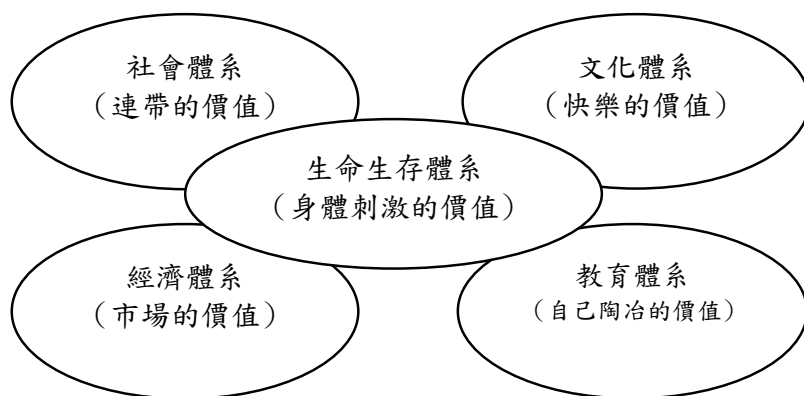 社會體系
（連帶的價值）
文化體系
（快樂的價值）
生命生存體系
（身體刺激的價值）
經濟體系
（市場的價值）
教育體系
（自己陶冶的價值）